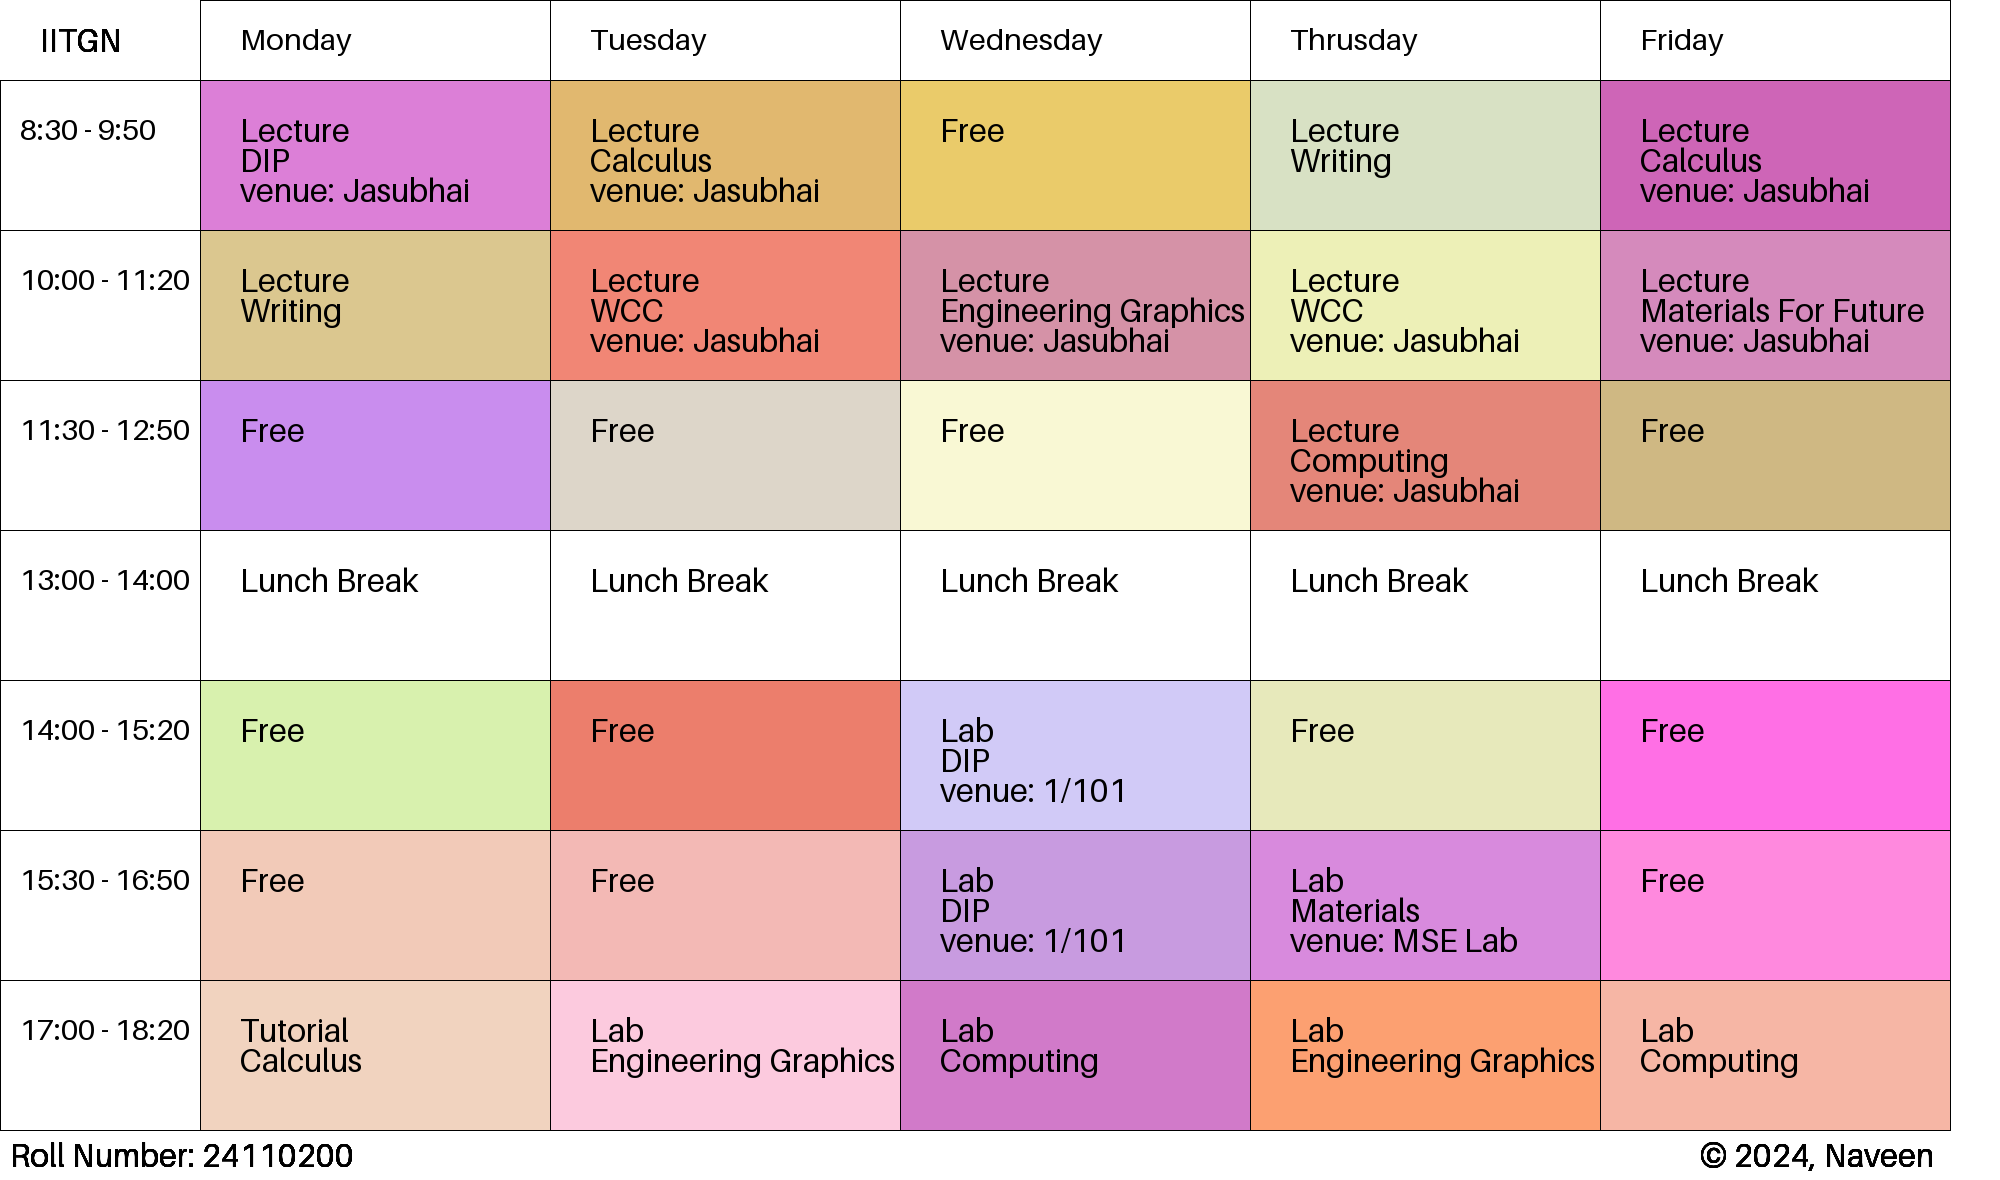 IITGN
Monday
Tuesday
Wednesday
Thrusday
Friday
8:30 - 9:50
Lecture
DIP
venue: Jasubhai
Lecture
Calculus
venue: Jasubhai
Free
Lecture
Writing
Lecture
Calculus
venue: Jasubhai
10:00 - 11:20
Lecture
Writing
Lecture
WCC
venue: Jasubhai
Lecture
Engineering Graphics
venue: Jasubhai
Lecture
WCC
venue: Jasubhai
Lecture
Materials For Future
venue: Jasubhai
11:30 - 12:50
Free
Free
Free
Lecture
Computing
venue: Jasubhai
Free
13:00 - 14:00
Lunch Break
Lunch Break
Lunch Break
Lunch Break
Lunch Break
14:00 - 15:20
Free
Free
Lab
DIP
venue: 1/101
Free
Free
15:30 - 16:50
Free
Free
Lab
DIP
venue: 1/101
Lab
Materials
venue: MSE Lab
Free
17:00 - 18:20
Tutorial
Calculus
Lab
Engineering Graphics
Lab
Computing
Lab
Engineering Graphics
Lab
Computing
Roll Number: 24110200
© 2024, Naveen